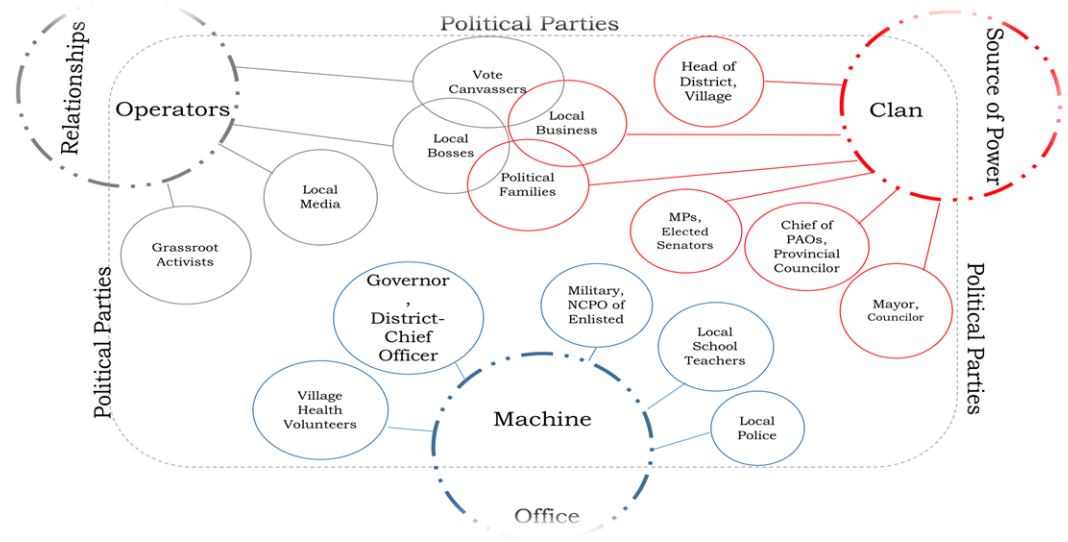 Political Parties
Relationships
Operators
Vote
Canvassers
Local
Business
Local
Bosses
Political
Families
Head of
District,
Village
Clan
Source of Power
Local
Media
Grassroot
Activists
MPs,
Elected
Senators
Chief of
PAOs,
Provincial
Councilor
Mayor,
Councilor
Political Parties
Political Parties
Governor
,
District-
Chief
Officer
Military,
NCPO of
Enlisted
Local
School
Teachers
Village
Health
Volunteers
Machine
Local
Police
Office